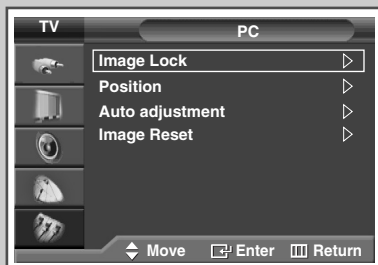 TV PC
Image Lock
Position
Auto adjustment
Image Reset
Move Enter Return